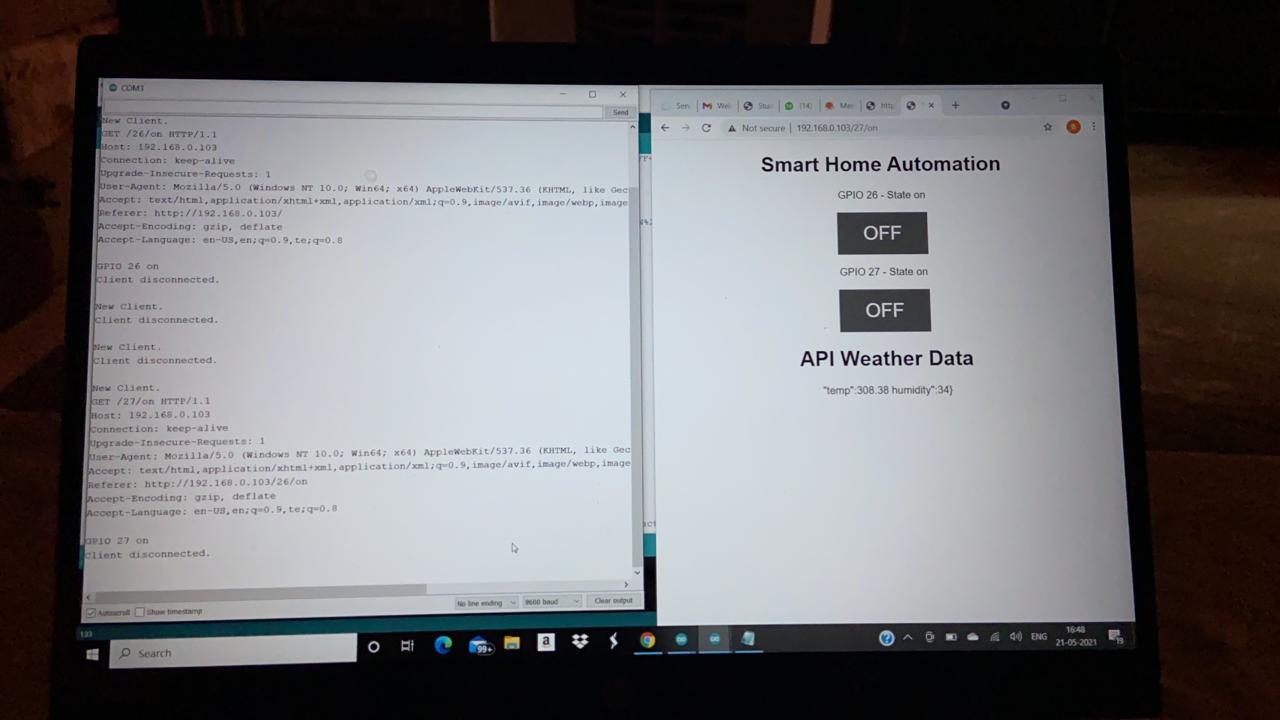 COM3
Send
New Client.
GET /26/on HTTP/1.1
Host: 192.168.0.103
Connection: keep-alive
Upgrade-Insecure-Requests: 1
User-Agent: Mozilla/5.0 (Windows NT 10.0; Win64; x64) AppleWebKit/537.36 (KHTML, like Gec
Accept: text/html,application/xhtml+xml,application/xml;q=0.9,image/avif,image/webp,image
Referer: http://192.168.0.103/
Accept-Encoding: gzip, deflate
Accept-Language: en-US,en;q=0.9,te;q=0.8
GPIO 26 on
Client disconnected.
New Client.
Client disconnected.
New Client.
Client disconnected.
New Client.
GET /27/on HTTP/1.1
Host: 192.168.0.103
Connection: keep-alive
Upgrade-Insecure-Requests: 1
User-Agent: Mozilla/5.0 (Windows NT 10.0; Win64; x64) AppleWebKit/537.36 (KHTML, like Gec
Accept: text/html,application/xhtml+xml,application/xml;q=0.9,image/avif,image/webp,image
Referer: http://192.168.0.103/26/on
Accept-Encoding: gzip, deflate
Accept-Language: en-US,en;q=0.9,te;q=0.8
GPIO 27 on
Client disconnected.
Autoscroll Show timestamp
No line ending 9600 baud Clear output
(14)
Not secure 192.168.0.103/27/on
Smart Home Automation
GPIO 26 - State on
OFF
GPIO 27 - State on
OFF
API Weather Data
"temp":308.38 humidity":34}
133
Search
99+
ENG
16:48
21-05-2021